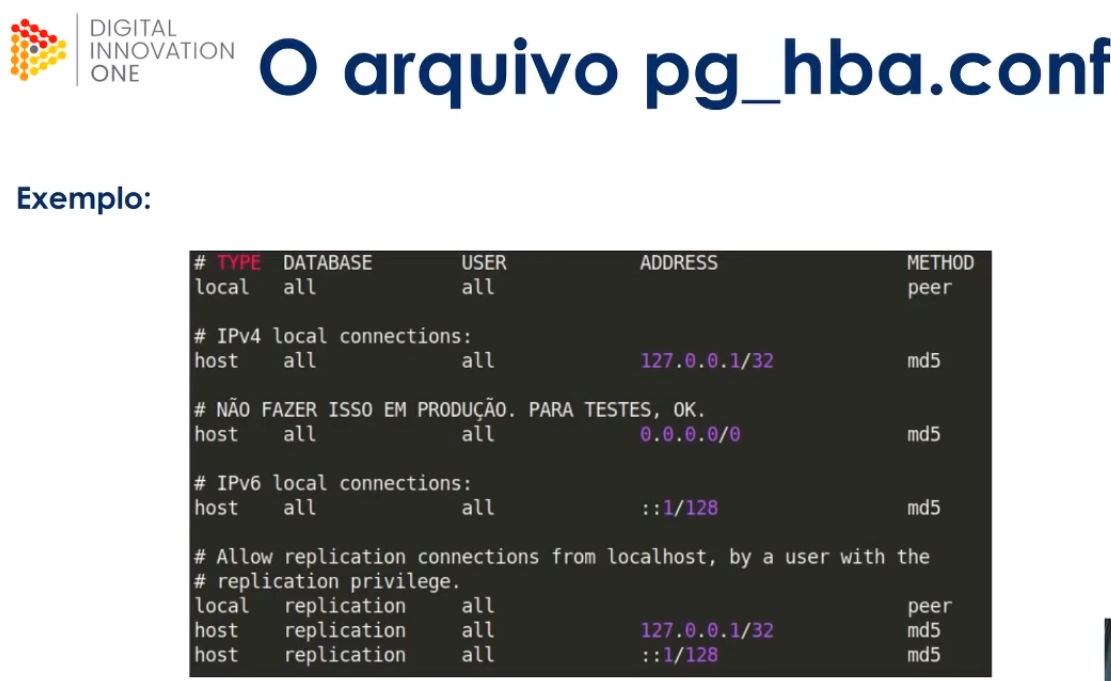 DIGITAL
INNOVATION
ONE
O arquivo pg_hba.conf
Exemplo:
# TYPE DATABASE USER ADDRESS METHOD
local all all peer
# IPv4 local connections:
host all all 127.0.0.1/32 md5
# NÃO FAZER ISSO EM PRODUÇÃO. PARA TESTES, OK.
host all all 0.0.0.0/0 md5
# IPv6 local connections:
host all all ::1/128 md5
# Allow replication connections from localhost, by a user with the
# replication privilege.
local replication all peer
host replication all 127.0.0.1/32 md5
host replication all ::1/128 md5